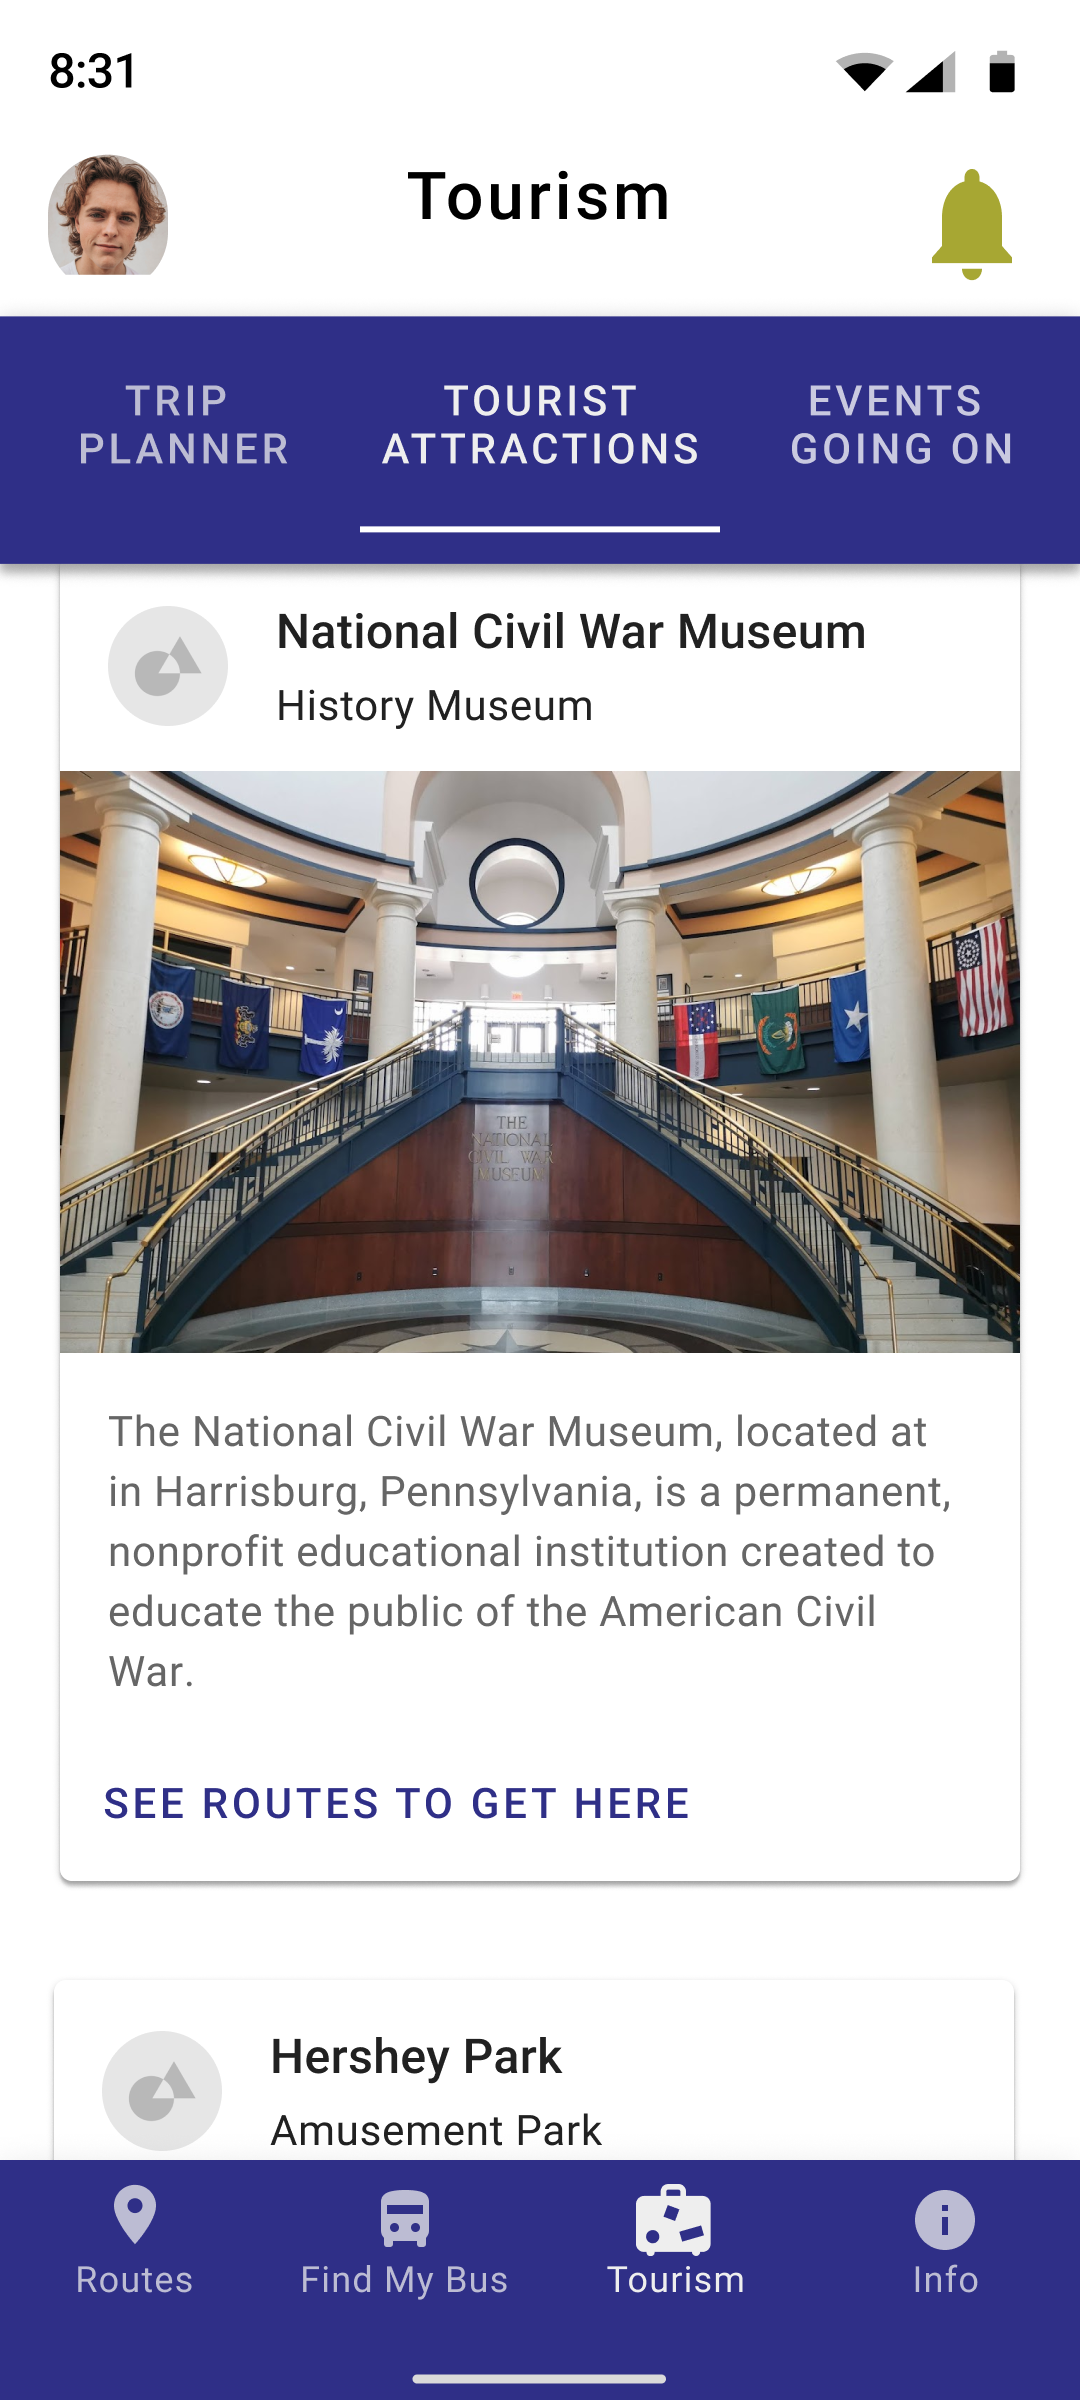 8:31
Tourism
TRIP
PLANNER
TOURIST
ATTRACTIONS
EVENTS
GOING ON
National Civil War Museum
History Museum
THE
NATIONAL
CIVIL WAR
MUSEUM
The National Civil War Museum, located at
in Harrisburg, Pennsylvania, is a permanent,
nonprofit educational institution created to
educate the public of the American Civil
War.
SEE ROUTES TO GET HERE
Hershey Park
Amusement Park
Routes
Find My Bus
Tourism
Info